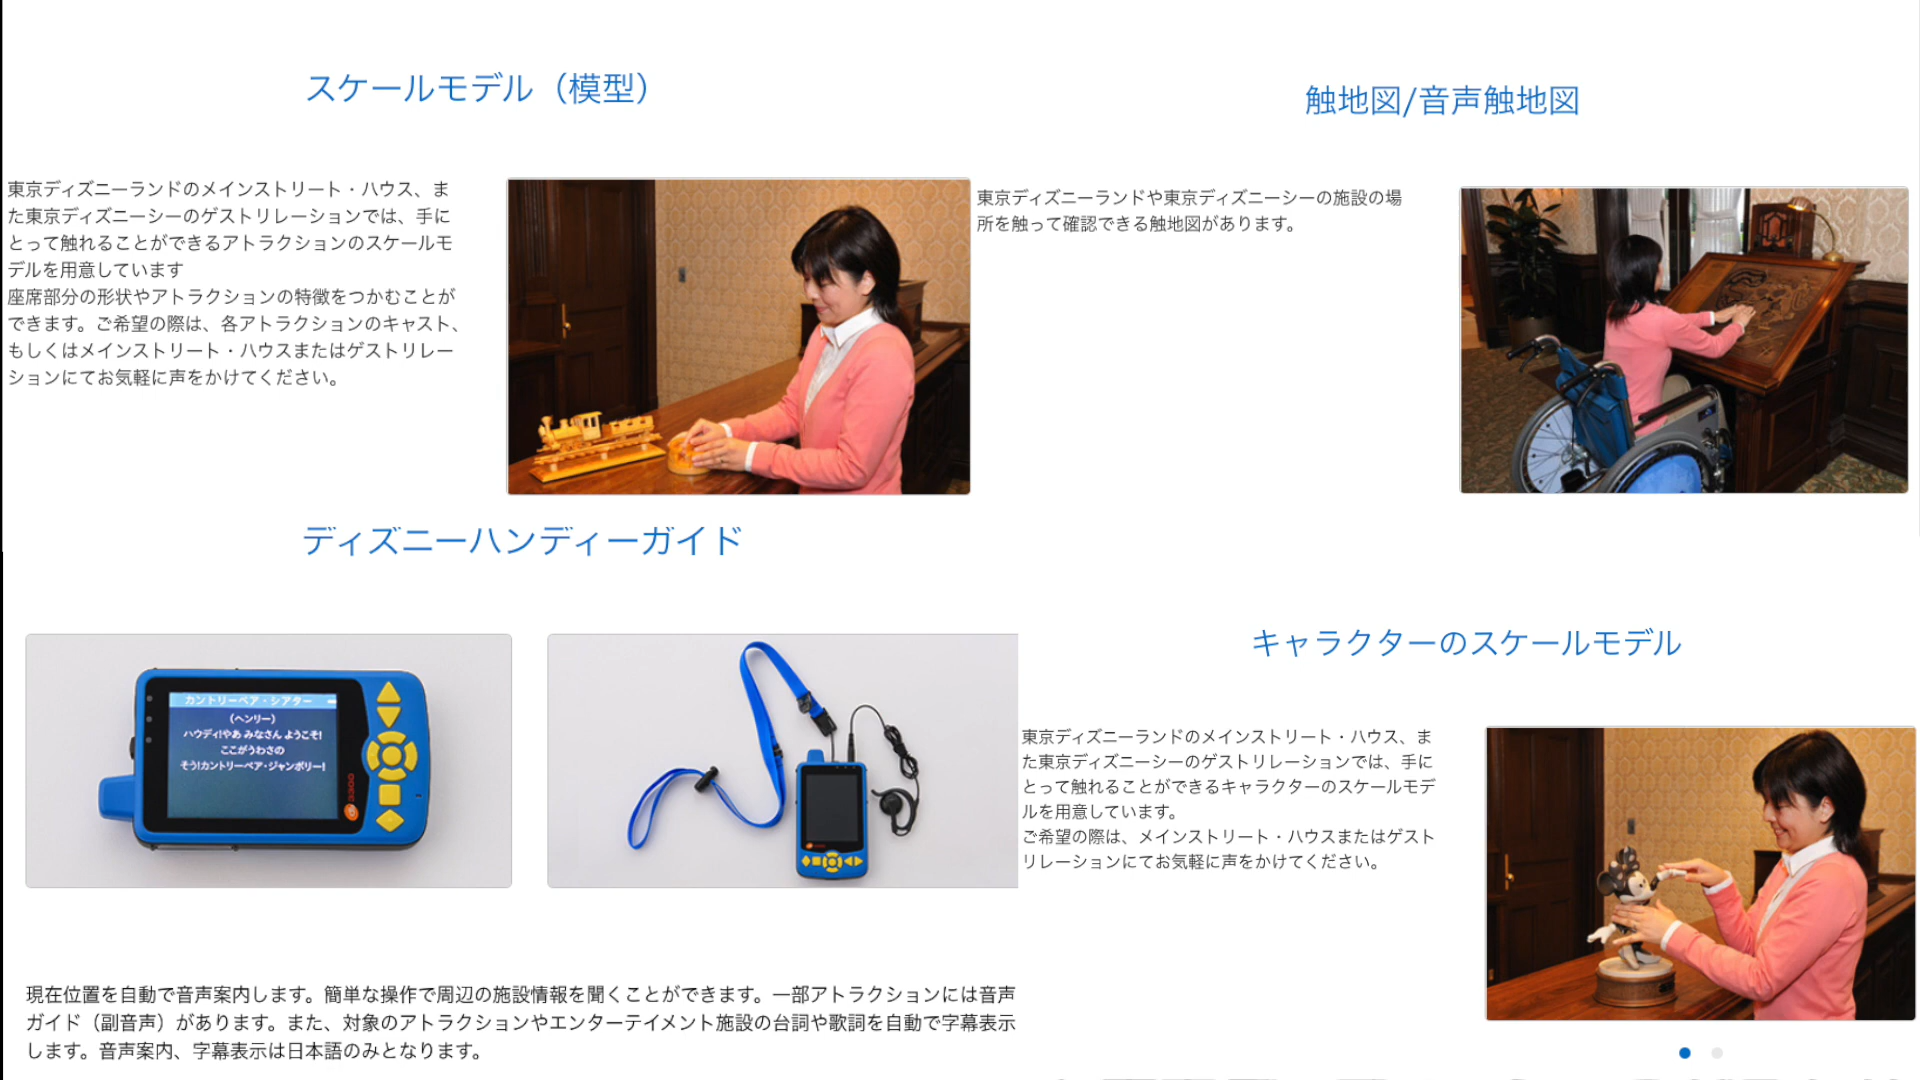 スケールモデル（模型）
東京ディズニーランドのメインストリート・ハウス、ま
た東京ディズニーシーのゲストリレーションでは、手に
とって触れることができるアトラクションのスケールモ
デルを用意しています
座席部分の形状やアトラクションの特徴をつかむことが
できます。ご希望の際は、各アトラクションのキャスト、
もしくはメインストリート・ハウスまたはゲストリレー
ションにてお気軽に声をかけてください。
触地図/音声触地図
東京ディズニーランドや東京ディズニーシーの施設の場
所を触って確認できる触地図があります。
ディズニーハンディーガイド
カントリーベア・シアター
（ヘンリー）
ハウディ!やあ みなさん ようこそ!
ここがうわさの
そう!カントリーベア・ジャンボリー!
現在位置を自動で音声案内します。簡単な操作で周辺の施設情報を聞くことができます。一部アトラクションには音声
ガイド（副音声）があります。また、対象のアトラクションやエンターテイメント施設の台詞や歌詞を自動で字幕表示
します。音声案内、字幕表示は日本語のみとなります。
キャラクターのスケールモデル
東京ディズニーランドのメインストリート・ハウス、ま
た東京ディズニーシーのゲストリレーションでは、手に
とって触れることができるキャラクターのスケールモデ
ルを用意しています。
ご希望の際は、メインストリート・ハウスまたはゲスト
リレーションにてお気軽に声をかけてください。